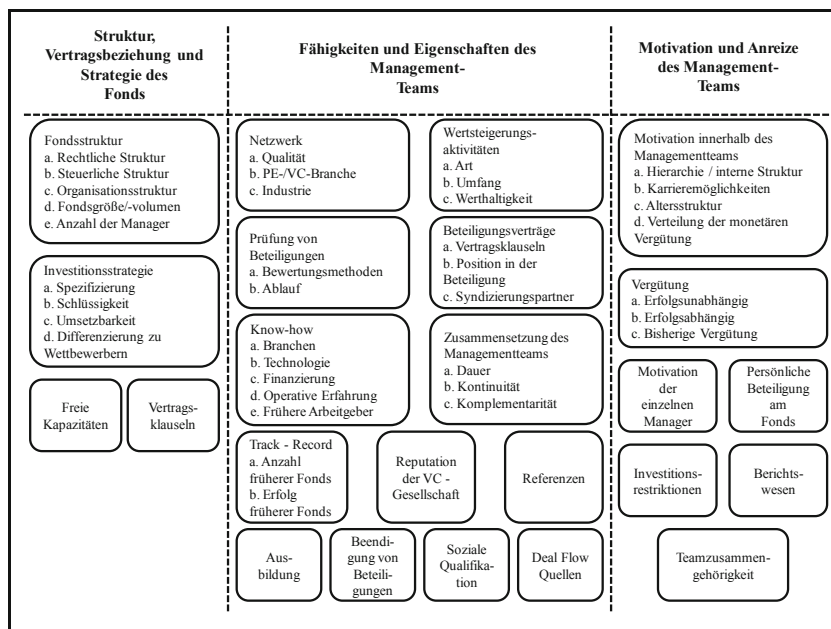 Struktur,
Vertragsbeziehung und
Strategie des
Fonds
Fondsstruktur
a. Rechtliche Struktur
b. Steuerliche Struktur
c. Organisationsstruktur
d. Fondsgröße/-volumen
e. Anzahl der Manager
Investitionsstrategie
a. Spezifizierung
b. Schlüssigkeit
c. Umsetzbarkeit
d. Differenzierung zu
Wettbewerbern
Freie
Kapazitäten
Vertrags-
klauseln
Fähigkeiten und Eigenschaften des
Management-
Teams
Netzwerk
a. Qualität
b. PE-/VC-Branche
c. Industrie
Wertsteigerungs-
aktivitäten
a. Art
b. Umfang
c. Werthaltigkeit
Prüfung von
Beteiligungen
a. Bewertungsmethoden
b. Ablauf
Beteiligungsverträge
a. Vertragsklauseln
b. Position in der
Beteiligung
c. Syndizierungspartner
Know-how
a. Branchen
b. Technologie
c. Finanzierung
d. Operative Erfahrung
e. Frühere Arbeitgeber
Zusammensetzung des
Managementteams
a. Dauer
b. Kontinuität
c. Komplementarität
Track - Record
a. Anzahl
früherer Fonds
b. Erfolg
früherer Fonds
Reputation
der VC -
Gesellschaft
Referenzen
Aus-
bildung
Beendi-
gung von
Beteili-
gungen
Soziale
Qualifika-
tion
Deal Flow
Quellen
Motivation und Anreize
des Management-
Teams
Motivation innerhalb des
Managementteams
a. Hierarchie / interne Struktur
b. Karrieremöglichkeiten
c. Altersstruktur
d. Verteilung der monetären
Vergütung
Vergütung
a. Erfolgsunabhängig
b. Erfolgsabhängig
c. Bisherige Vergütung
Motivation
der
einzelnen
Manager
Persönliche
Beteiligung
am
Fonds
Investitions-
restriktionen
Berichts-
wesen
Teamzusammen-
gehörigkeit